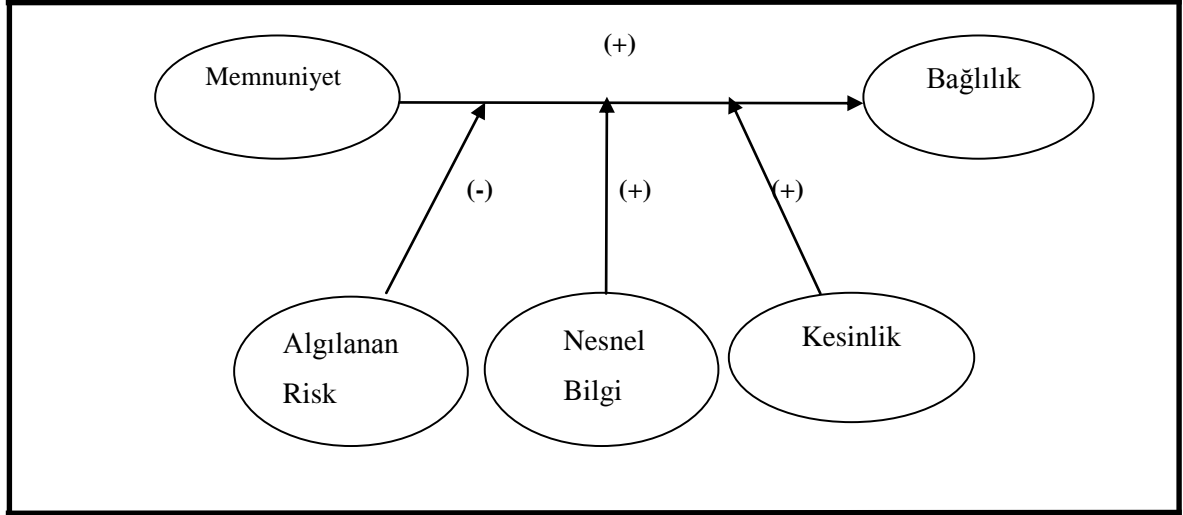 (+)
Memnuniyet
Bağlılık
(-)
(+)
(+)
Algılanan
Risk
Nesnel
Bilgi
Kesinlik